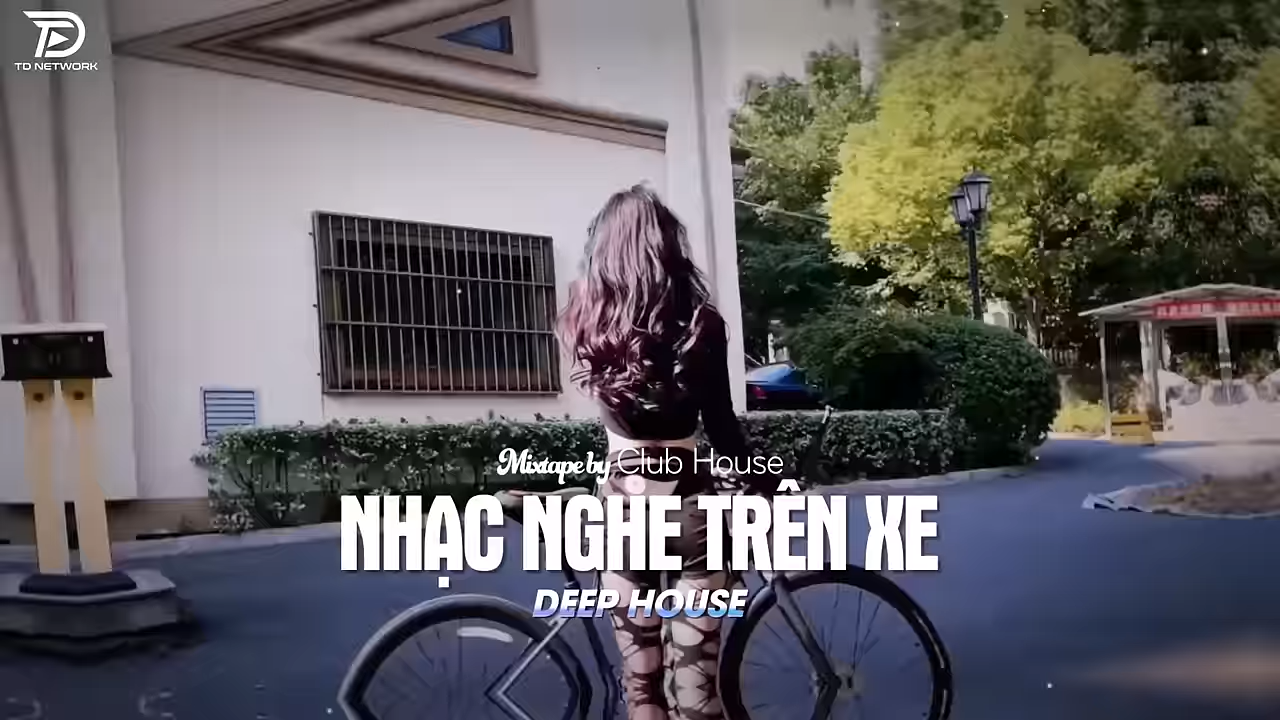 TD NETWORK
Mixtape by Club House
NHẠC NGHE TRÊN XE
DEEP HOUSE